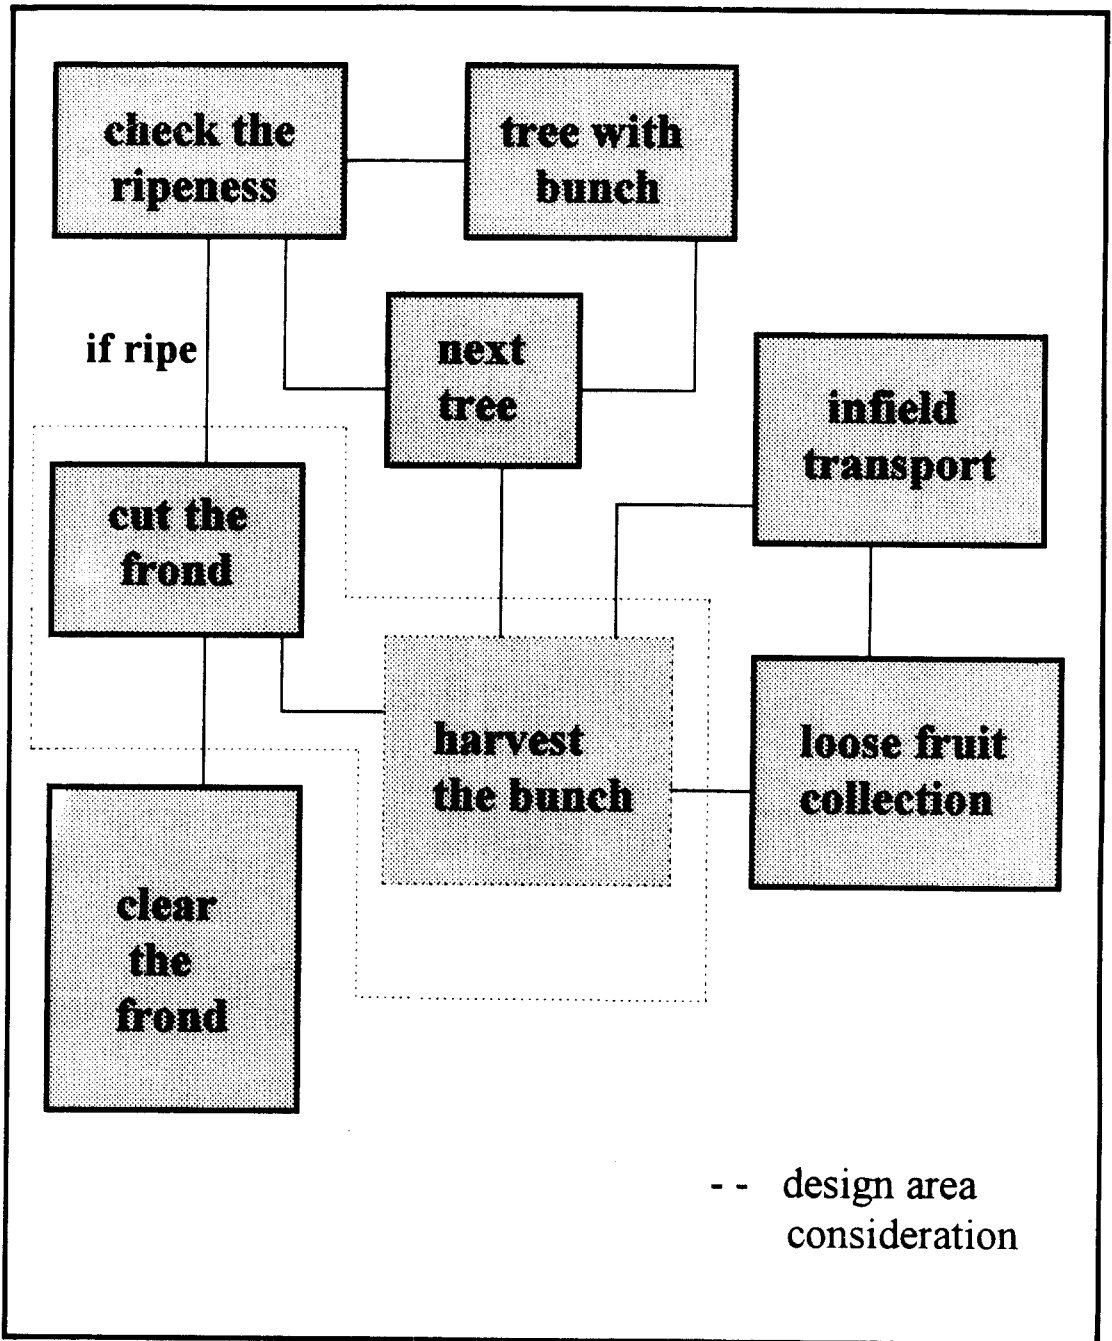 check the
ripeness
tree with
bunch
if ripe
next
tree
infield
transport
cut the
frond
harvest
the bunch
loose fruit
collection
clear
the
frond
-- design area
consideration